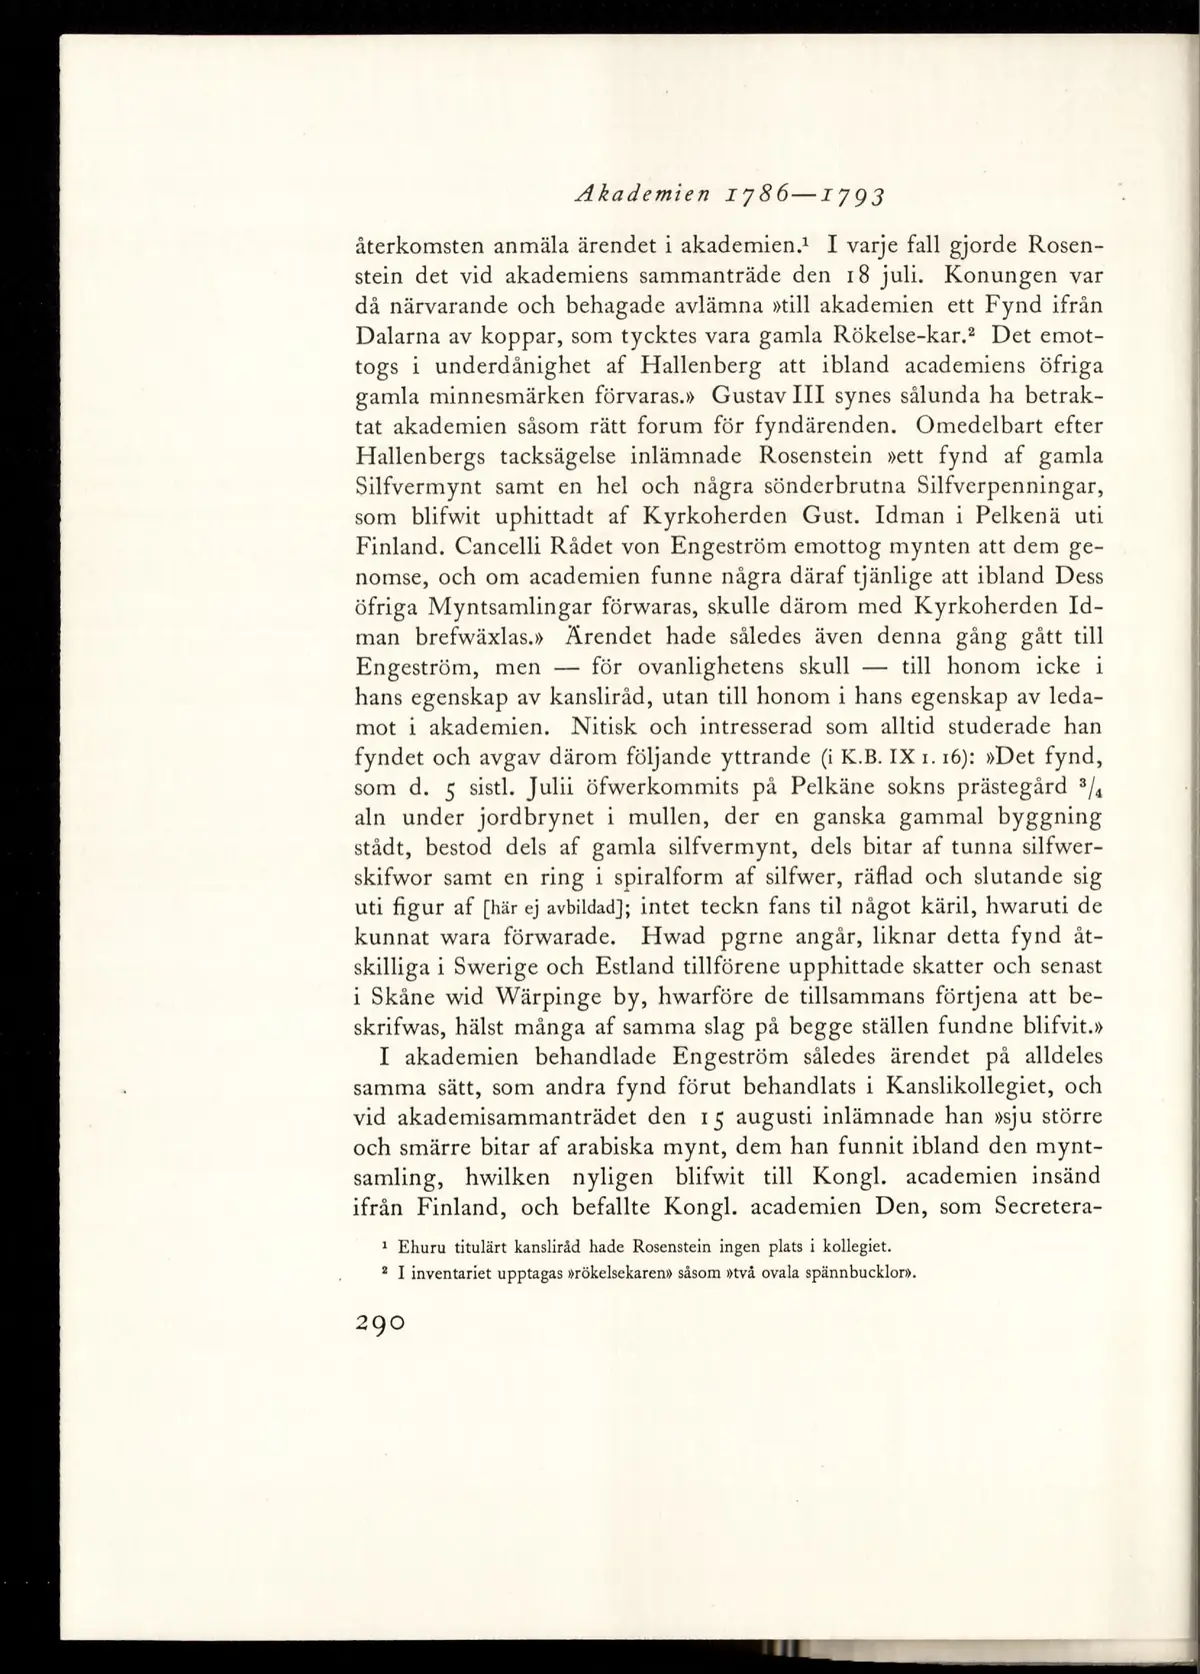 Akademien 1786—1793
återkomsten anmäla ärendet i akademien.¹ I varje fall gjorde Rosen-
stein det vid akademiens sammanträde den 18 juli. Konungen var
då närvarande och behagade avlämna »till akademien ett Fynd ifrån
Dalarna av koppar, som tycktes vara gamla Rökelse-kar.² Det emot-
togs i underdånighet af Hallenberg att ibland academiens öfriga
gamla minnesmärken förvaras.» Gustav III synes sålunda ha betrak-
tat akademien såsom rätt forum för fyndärenden. Omedelbart efter
Hallenbergs tacksägelse inlämnade Rosenstein »ett fynd af gamla
Silfvermynt samt en hel och några sönderbrutna Silfverpenningar,
som blifwit uphittadt af Kyrkoherden Gust. Idman i Pelkenä uti
Finland. Cancelli Rådet von Engeström emottog mynten att dem ge-
nomse, och om academien funne några däraf tjänlige att ibland Dess
öfriga Myntsamlingar förwaras, skulle därom med Kyrkoherden Id-
man brefwäxlas.» Ärendet hade således även denna gång gått till
Engeström, men — för ovanlighetens skull — till honom icke i
hans egenskap av kansliråd, utan till honom i hans egenskap av leda-
mot i akademien. Nitisk och intresserad som alltid studerade han
fyndet och avgav därom följande yttrande (i K.B. IX 1. 16): »Det fynd,
som d. 5 sistl. Julii öfwerkommits på Pelkäne sokns prästegård ³/₄
aln under jordbrynet i mullen, der en ganska gammal byggning
stådt, bestod dels af gamla silfvermynt, dels bitar af tunna silfwer-
skifwor samt en ring i spiralform af silfwer, räflad och slutande sig
uti figur af [här ej avbildad]; intet teckn fans til något käril, hwaruti de
kunnat wara förwarade. Hwad pgrne angår, liknar detta fynd åt-
skilliga i Swerige och Estland tillförene upphittade skatter och senast
i Skåne wid Wärpinge by, hwarföre de tillsammans förtjena att be-
skrifwas, hälst många af samma slag på begge ställen fundne blifvit.»
I akademien behandlade Engeström således ärendet på alldeles
samma sätt, som andra fynd förut behandlats i Kanslikollegiet, och
vid akademisammanträdet den 15 augusti inlämnade han »sju större
och smärre bitar af arabiska mynt, dem han funnit ibland den mynt-
samling, hwilken nyligen blifwit till Kongl. academien insänd
ifrån Finland, och befallte Kongl. academien Den, som Secretera-
¹ Ehuru titulärt kansliråd hade Rosenstein ingen plats i kollegiet.
² I inventariet upptagas »rökelsekaren» såsom »två ovala spännbucklor».
290